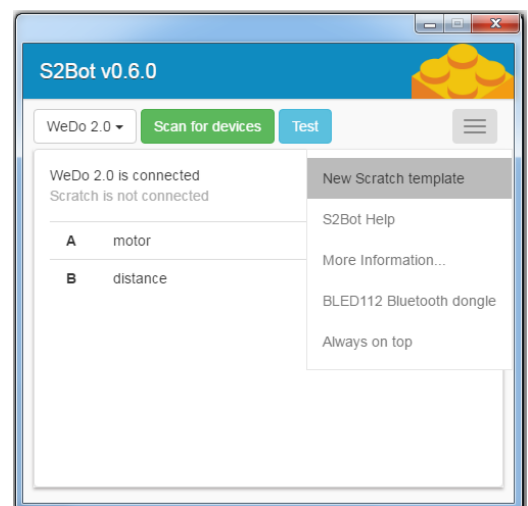 S2Bot v0.6.0
WeDo 2.0 Scan for devices Test
WeDo 2.0 is connected
Scratch is not connected
A motor
B distance
New Scratch template
S2Bot Help
More Information...
BLED112 Bluetooth dongle
Always on top